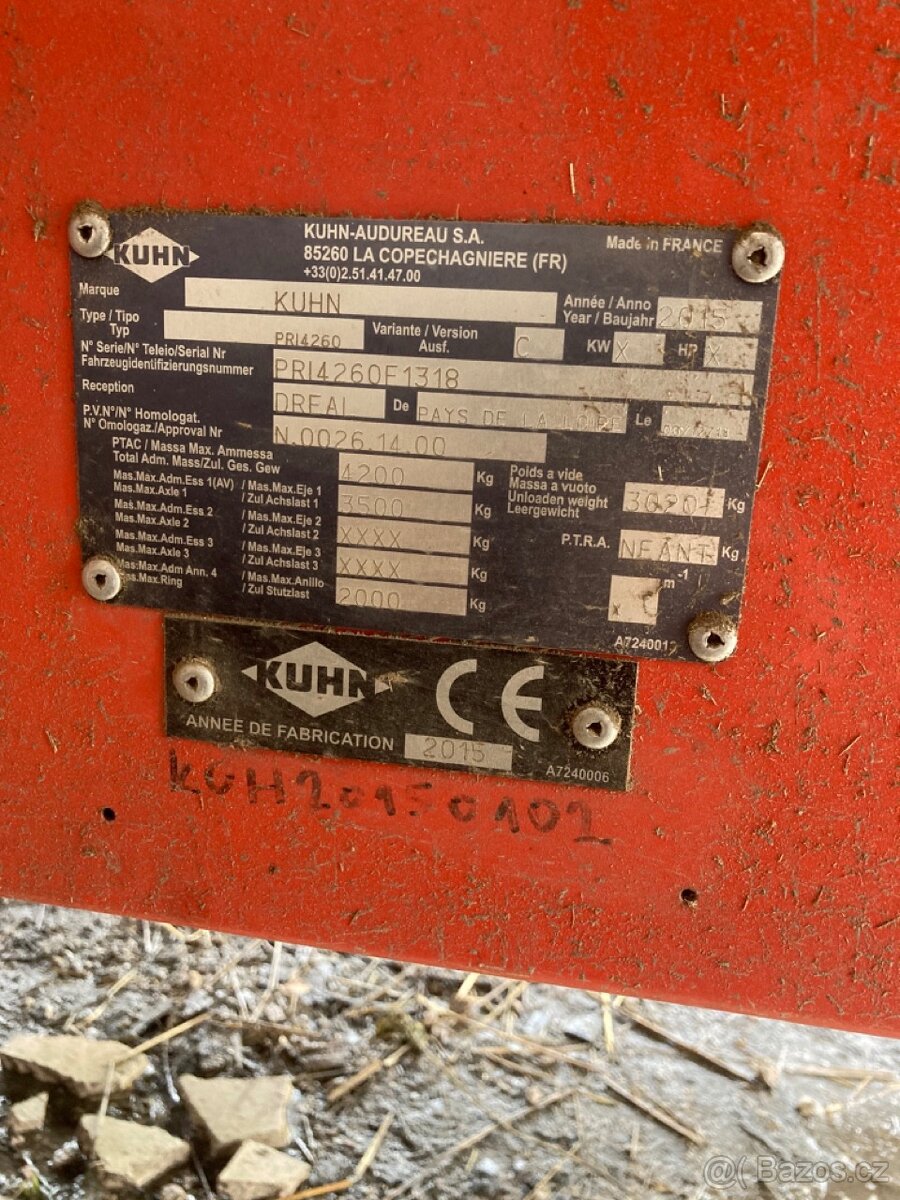 KUHN
KUHN-AUDUREAU S.A.
85260 LA COPECHAGNIERE (FR)
+33(0)2.51.41.47.00
Made in FRANCE
Marque KUHN
Année / Anno
Year / Baujahr 2015
Type / Tipo
Typ PRI4260
Variante / Version
Ausf. C
KW X HP X
N° Serie/N° Teleio/Serial Nr
Fahrzeugidentifizierungsnummer PRI4260F1318
Reception DREAL De PAYS DE LA LOIRE Le
P.V.N°/N° Homologat.
N° Omologaz./Approval Nr N.0026.14.00
PTAC / Massa Max. Ammessa
Total Adm. Mass/Zul. Ges. Gew 4200 Kg
Poids a vide
Massa a vuoto
Unloaden weight
Leergewicht Kg
Mas.Max.Adm.Ess 1(AV) / Mas.Max.Eje 1
Mas.Max.Axle 1 / Zul Achslast 1 3500 Kg
Mas.Max.Adm.Ess 2 / Mas.Max.Eje 2
Mas.Max.Axle 2 / Zul Achslast 2 XXXX Kg
P.T.R.A. NEANT Kg
Mas.Max.Adm.Ess 3 / Mas.Max.Eje 3
Mas.Max.Axle 3 / Zul Achslast 3 XXXX Kg
Mas.Max.Adm Ann. 4 / Mas.Max.Anillo
Mas.Max.Ring / Zul Stutzlast 2000 Kg
m-1
A7240012
KUHN CE
ANNEE DE FABRICATION 2015
A7240006
KGH20150102
@( Bazos.cz